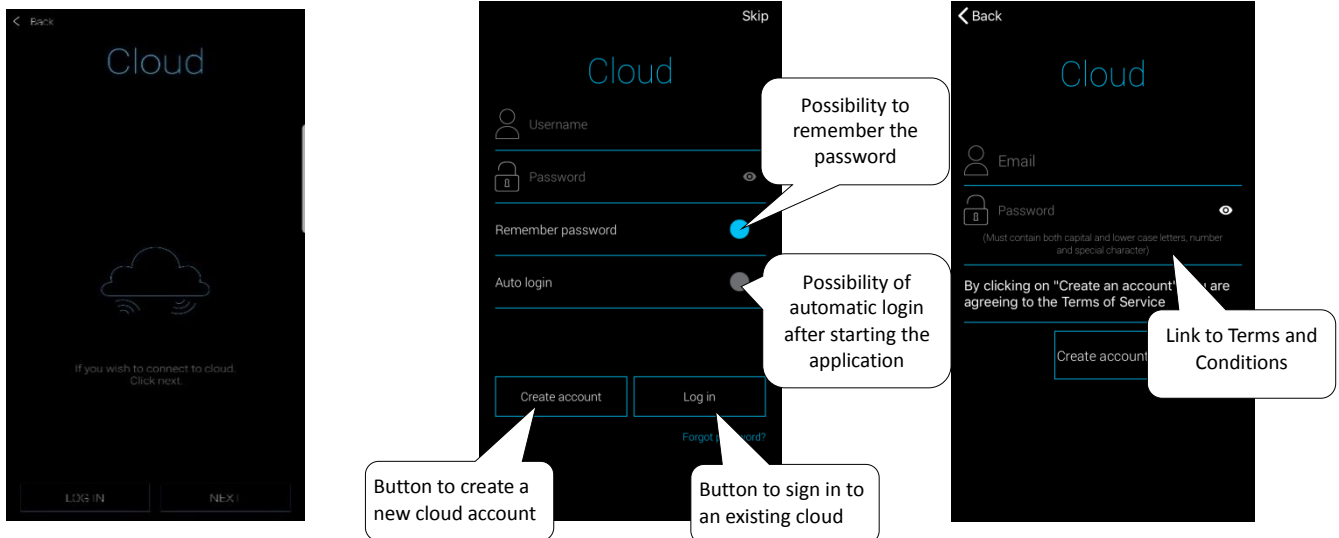 Back
Cloud
If you wish to connect to cloud.
Click next.
LOG IN
NEXT
Skip
Cloud
Username
Password
Remember password
Auto login
Create account
Log in
Forgot
Possibility to
remember the
password
Possibility of
automatic login
after starting the
application
Button to create a
new cloud account
Button to sign in to
an existing cloud
Back
Cloud
Email
Password
(Must contain both capital and lower case letters, number
and special character)
By clicking on "Create an account" are
agreeing to the Terms of Service
Create account
Link to Terms and
Conditions